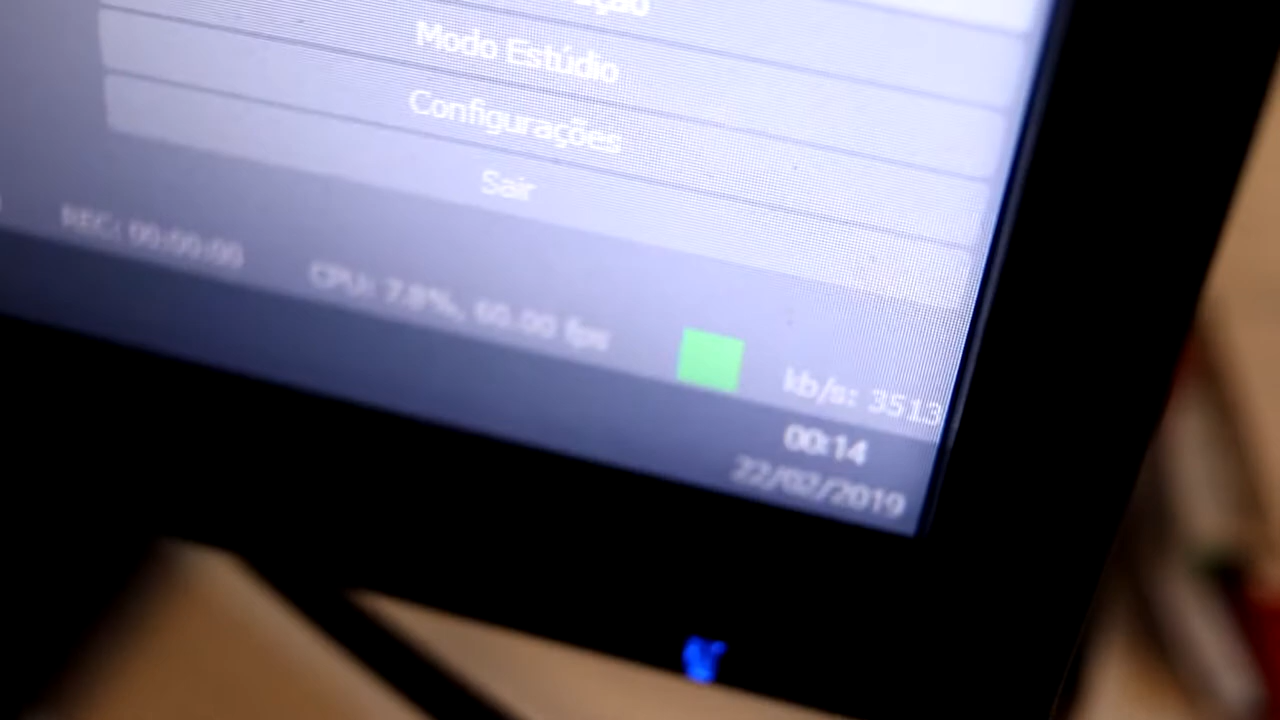 Modo Estúdio
Configurações
Sair
REC: 00:00:00
CPU: 7.8%, 60.00 fps
kb/s: 3513
00:14
22/02/2019